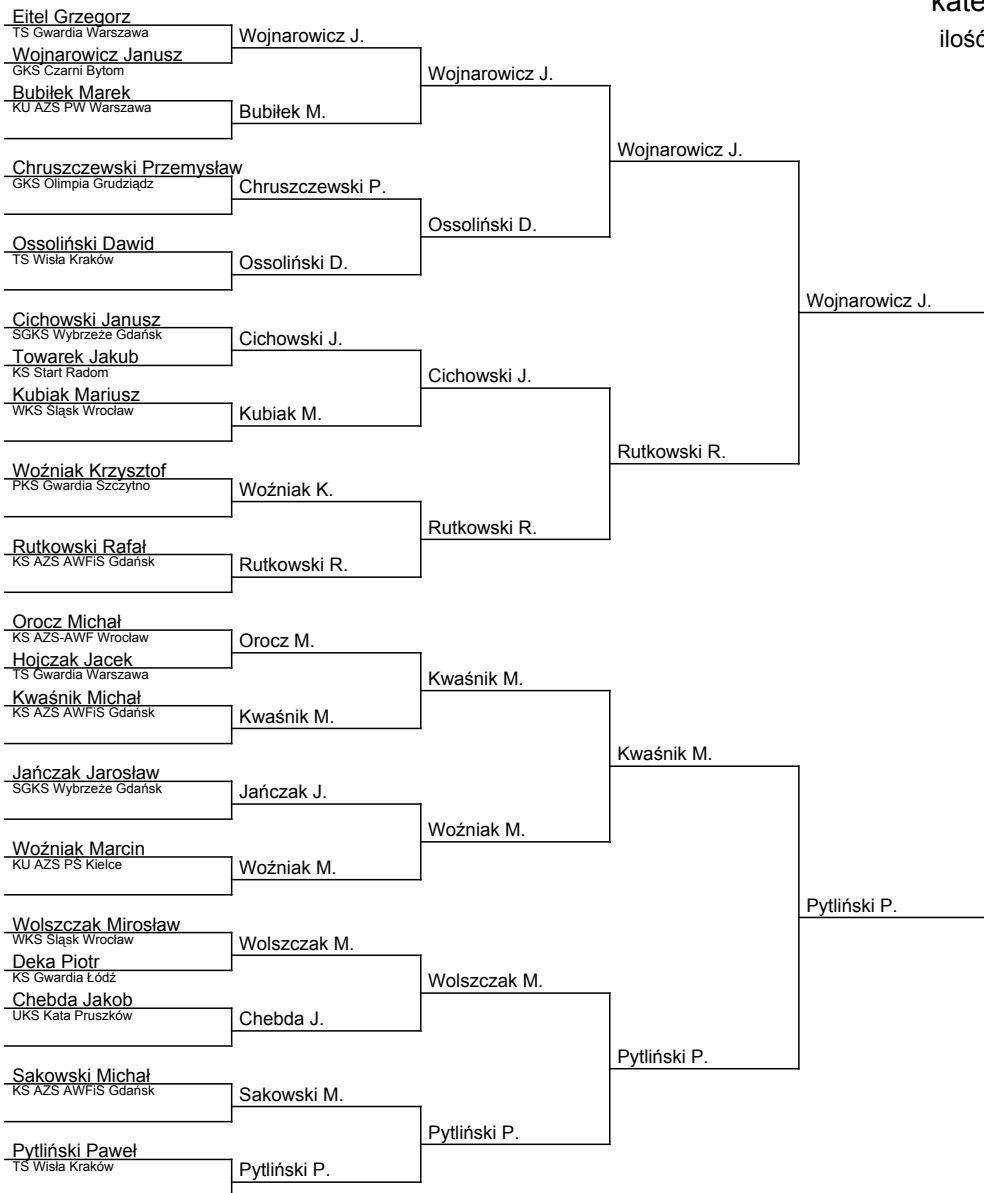 kate
ilość
Eitel Grzegorz
TS Gwardia Warszawa
Wojnarowicz J.
Wojnarowicz Janusz
GKS Czarni Bytom
Wojnarowicz J.
Bubiłek Marek
KU AZS PW Warszawa
Bubiłek M.
Wojnarowicz J.
Chruszczewski Przemysław
GKS Olimpia Grudziądz
Chruszczewski P.
Ossoliński D.
Ossoliński Dawid
TS Wisła Kraków
Ossoliński D.
Wojnarowicz J.
Cichowski Janusz
SGKS Wybrzeże Gdańsk
Cichowski J.
Towarek Jakub
KS Start Radom
Cichowski J.
Kubiak Mariusz
WKS Śląsk Wrocław
Kubiak M.
Rutkowski R.
Woźniak Krzysztof
PKS Gwardia Szczytno
Woźniak K.
Rutkowski R.
Rutkowski Rafał
KS AZS AWFiS Gdańsk
Rutkowski R.
Orocz Michał
KS AZS-AWF Wrocław
Orocz M.
Hojczak Jacek
TS Gwardia Warszawa
Kwaśnik M.
Kwaśnik Michał
KS AZS AWFiS Gdańsk
Kwaśnik M.
Kwaśnik M.
Jańczak Jarosław
SGKS Wybrzeże Gdańsk
Jańczak J.
Woźniak M.
Woźniak Marcin
KU AZS PŚ Kielce
Woźniak M.
Pytliński P.
Wolszczak Mirosław
WKS Śląsk Wrocław
Wolszczak M.
Deka Piotr
KS Gwardia Łódź
Wolszczak M.
Chebda Jakob
UKS Kata Pruszków
Chebda J.
Pytliński P.
Sakowski Michał
KS AZS AWFiS Gdańsk
Sakowski M.
Pytliński P.
Pytliński Paweł
TS Wisła Kraków
Pytliński P.